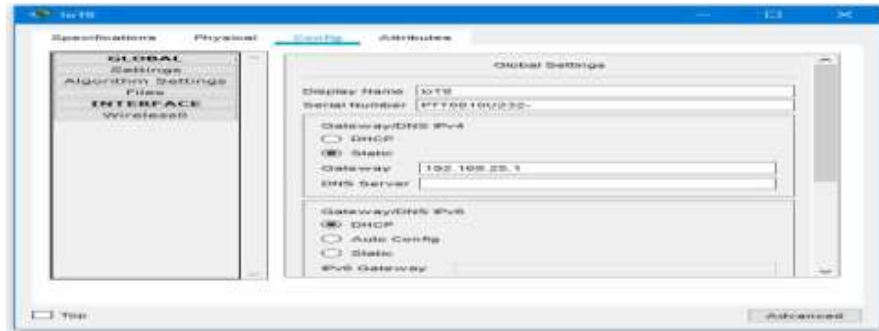 IoT8
Specifications Physical Config Attributes
GLOBAL
Settings
Algorithm Settings
Files
INTERFACE
Wireless0
Global Settings
Display Name IoT8
Serial Number
Gateway/DNS IPv4
DHCP
Static
Gateway 192.168.25.1
DNS Server
Gateway/DNS IPv6
DHCP
Auto Config
Static
IPv6 Gateway
Top
Advanced